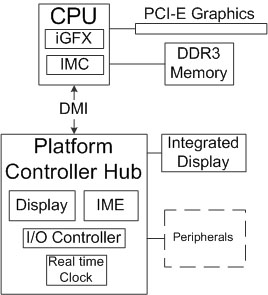 CPU
iGFX
IMC
PCI-E Graphics
DDR3
Memory
DMI
Platform
Controller Hub
Display
IME
I/O Controller
Real time
Clock
Integrated
Display
Peripherals